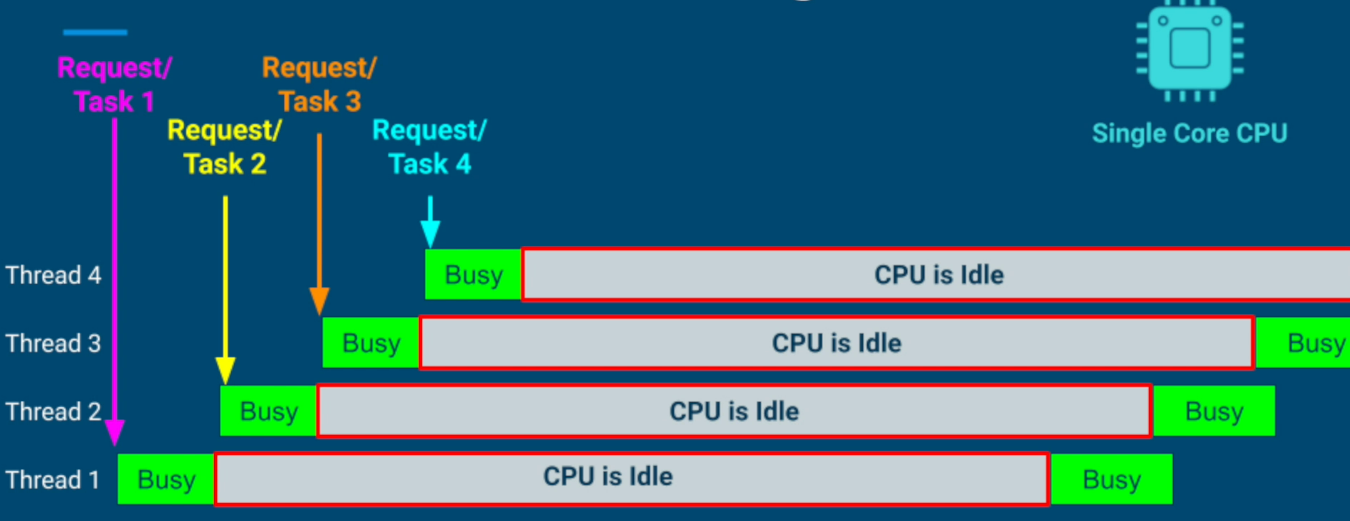 Request/
Task 1
Request/
Task 2
Request/
Task 3
Request/
Task 4
Single Core CPU
Thread 4
Busy
CPU is Idle
Thread 3
Busy
CPU is Idle
Busy
Thread 2
Busy
CPU is Idle
Busy
Thread 1
Busy
CPU is Idle
Busy